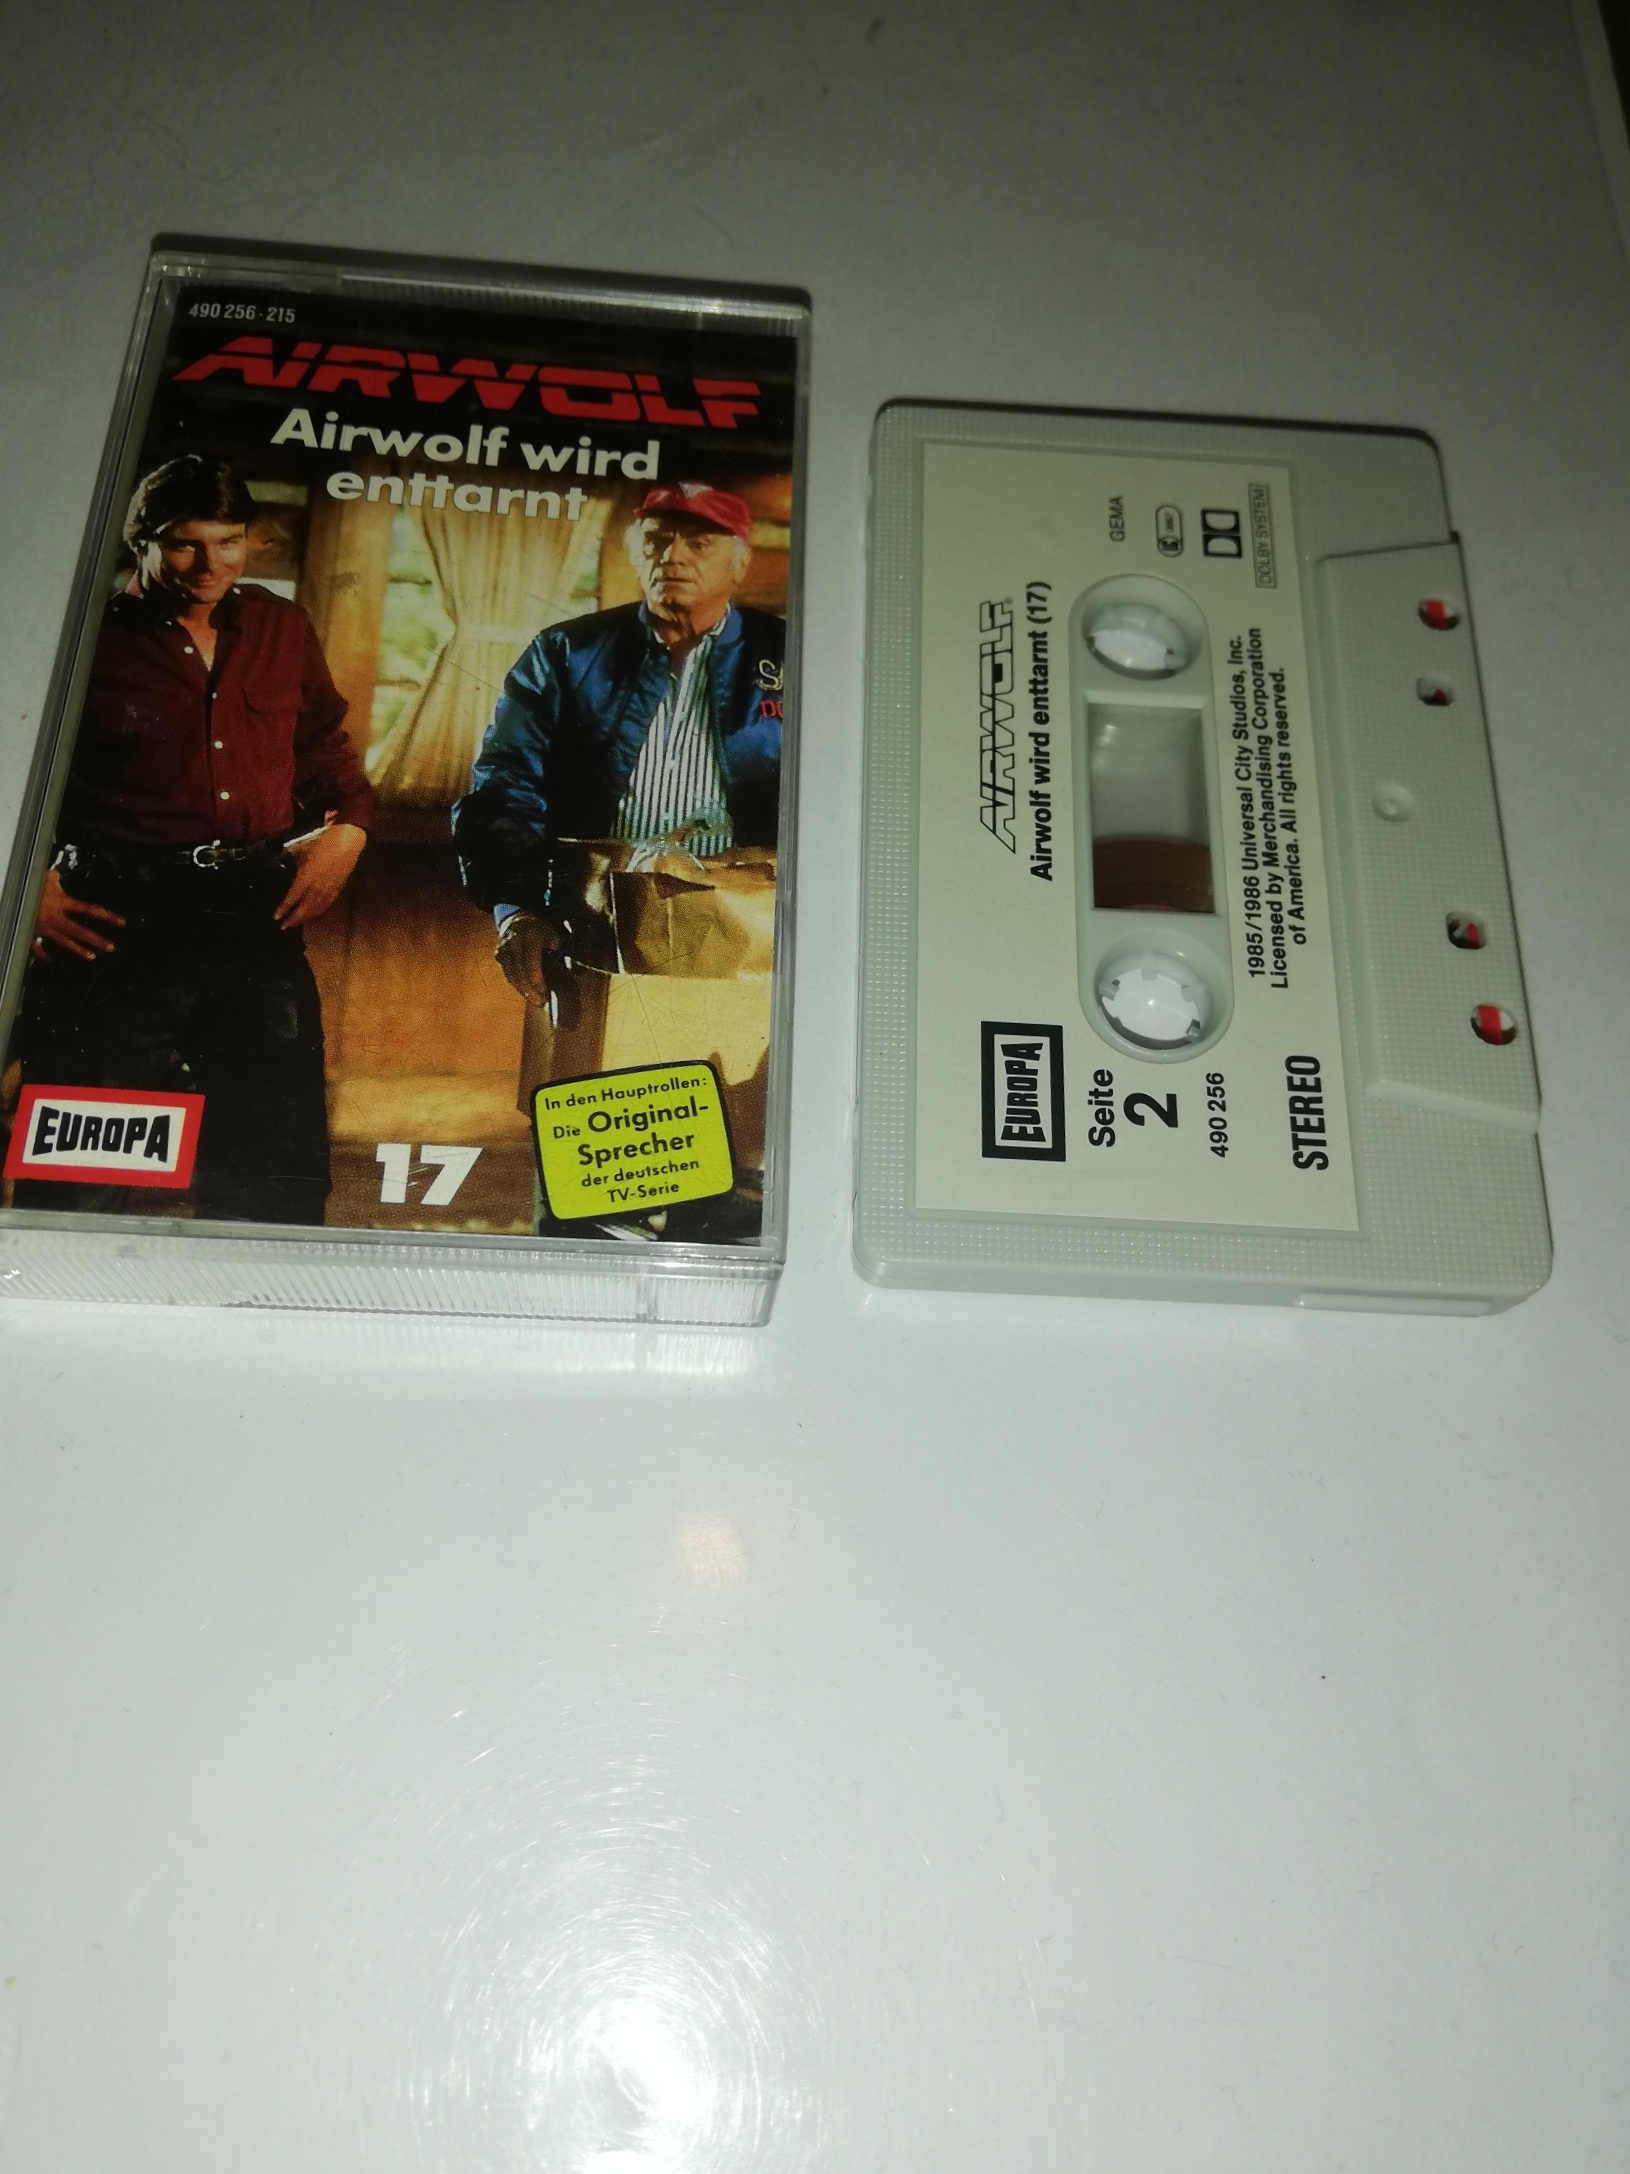 490 256-215
AIRWOLF
Airwolf wird
enttarnt
EUROPA
17
In den Hauptrollen:
Die Original-
Sprecher
der deutschen
TV-Serie
AIRWOLF®
Airwolf wird enttarnt (17)
GEMA
DOLBY SYSTEM
EUROPA
Seite
2
490 256
STEREO
1985/1986 Universal City Studios, Inc.
Licensed by Merchandising Corporation
of America. All rights reserved.